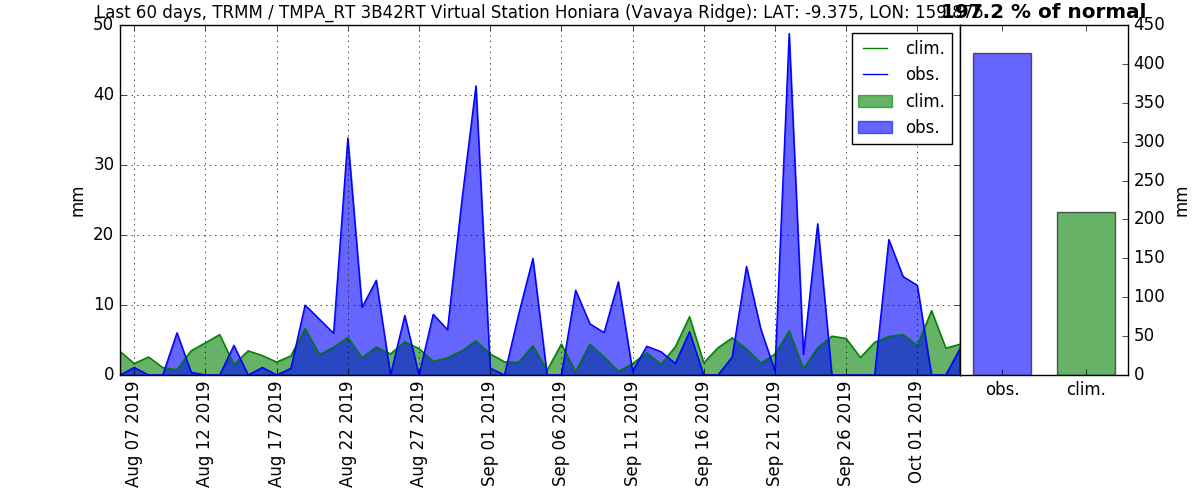 Last 60 days, TRMM / TMPA_RT 3B42RT Virtual Station Honiara (Vavaya Ridge): LAT: -9.375, LON:
197.2 % of normal
50
40
30
20
10
0
mm
clim.
obs.
clim.
obs.
450
400
350
300
250
200
150
100
50
0
mm
obs.
clim.
Aug 07 2019
Aug 12 2019
Aug 17 2019
Aug 22 2019
Aug 27 2019
Sep 01 2019
Sep 06 2019
Sep 11 2019
Sep 16 2019
Sep 21 2019
Sep 26 2019
Oct 01 2019